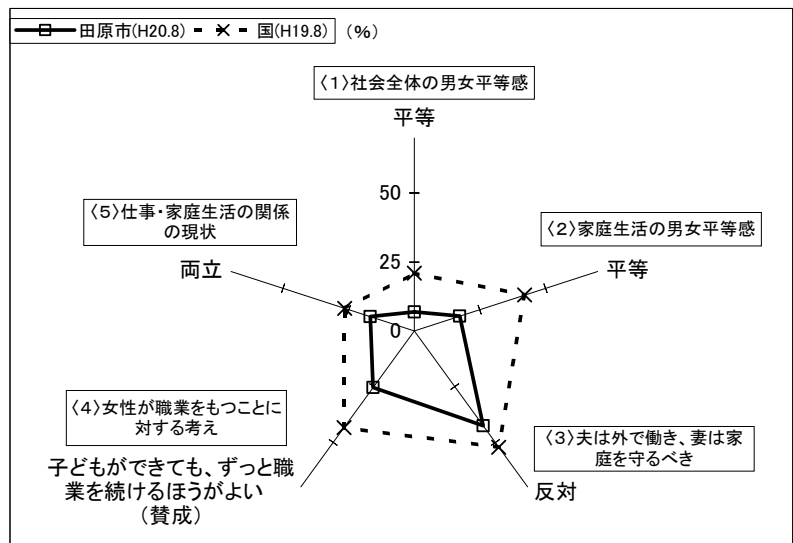 田原市(H20.8) 国(H19.8) (%)
〈1〉社会全体の男女平等感
平等
50
25
0
〈2〉家庭生活の男女平等感
平等
〈3〉夫は外で働き、妻は家
庭を守るべき
反対
〈4〉女性が職業をもつことに
対する考え
子どもができても、ずっと職
業を続けるほうがよい
(賛成)
〈5〉仕事・家庭生活の関係
の現状
両立